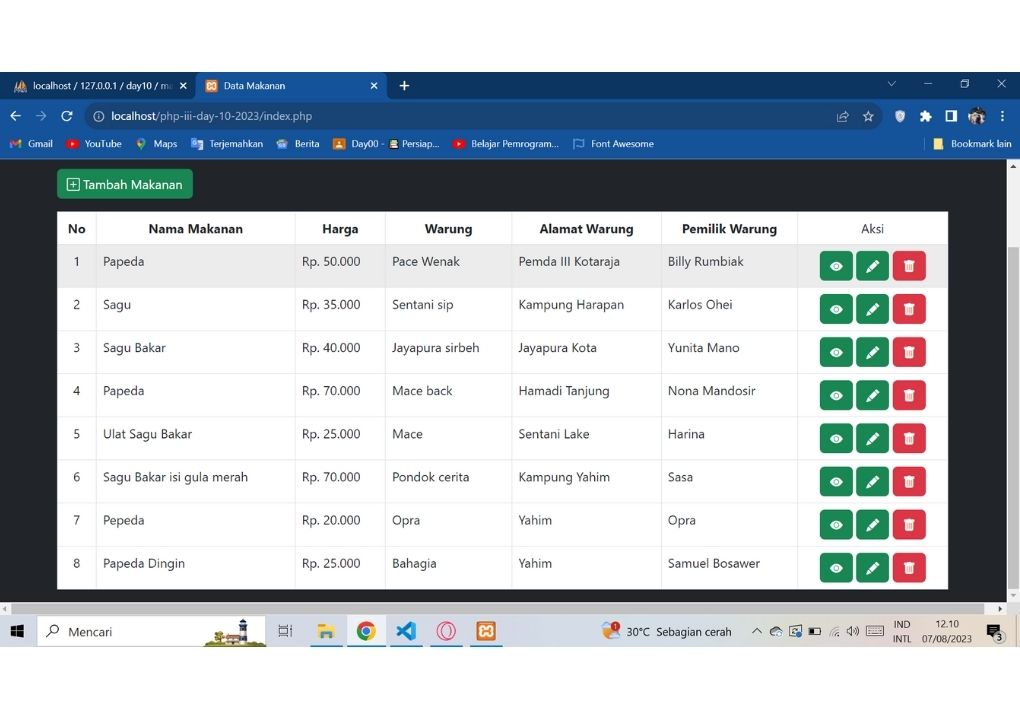 localhost / 127.0.0.1 / day10 / ma
Data Makanan
localhost/php-iii-day-10-2023/index.php
Gmail YouTube Maps Terjemahkan Berita Day00 - Persiap... Belajar Pemrogram... Font Awesome Bookmark lain
Tambah Makanan
No Nama Makanan Harga Warung Alamat Warung Pemilik Warung Aksi
1 Papeda Rp. 50.000 Pace Wenak Pemda III Kotaraja Billy Rumbiak
2 Sagu Rp. 35.000 Sentani sip Kampung Harapan Karlos Ohei
3 Sagu Bakar Rp. 40.000 Jayapura sirbeh Jayapura Kota Yunita Mano
4 Papeda Rp. 70.000 Mace back Hamadi Tanjung Nona Mandosir
5 Ulat Sagu Bakar Rp. 25.000 Mace Sentani Lake Harina
6 Sagu Bakar isi gula merah Rp. 70.000 Pondok cerita Kampung Yahim Sasa
7 Pepeda Rp. 20.000 Opra Yahim Opra
8 Papeda Dingin Rp. 25.000 Bahagia Yahim Samuel Bosawer
Mencari 30°C Sebagian cerah IND 12.10
INTL 07/08/2023 3